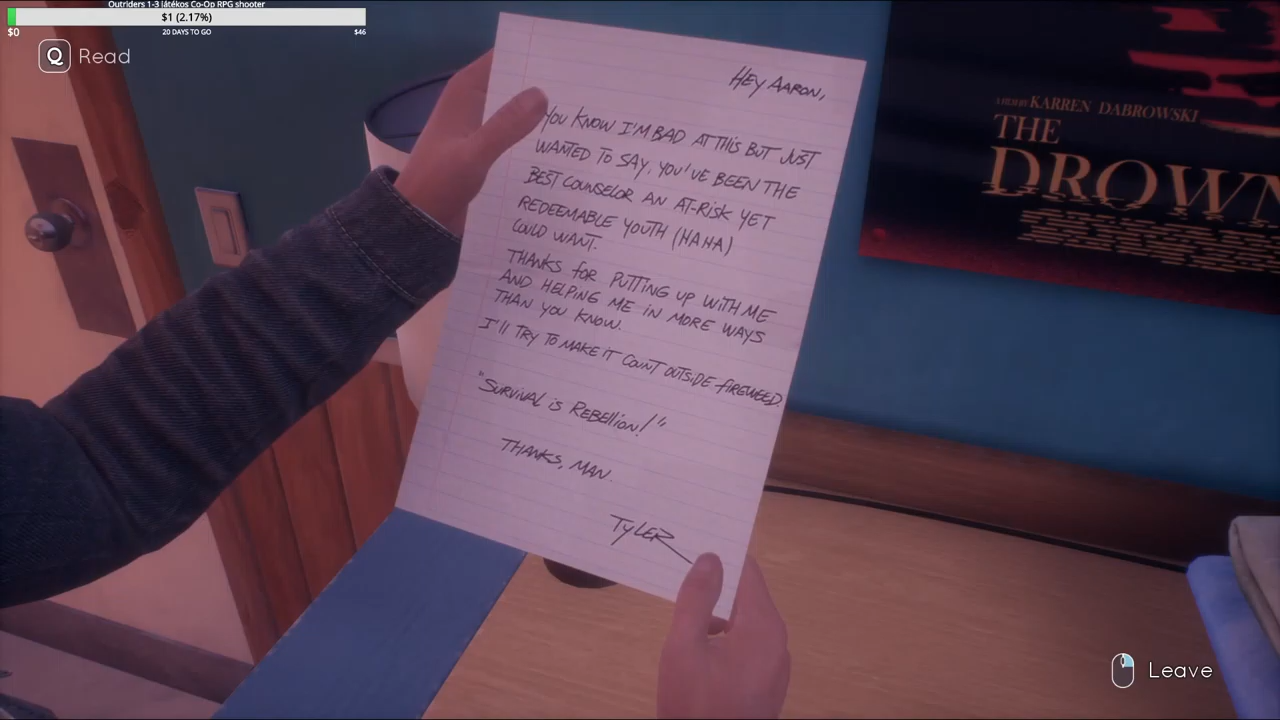 Outriders 1-3 játékos Co-Op RPG shooter
$1 (2.17%)
$0
20 DAYS TO GO
$46
Q Read
HEY AARON,
YOU KNOW I'M BAD AT THIS BUT JUST
WANTED TO SAY, YOU'VE BEEN THE
BEST COUNSELOR AN AT-RISK YET
REDEEMABLE YOUTH (HAHA)
COULD WANT.
THANKS FOR PUTTING UP WITH ME
AND HELPING ME IN MORE WAYS
THAN YOU KNOW.
I'll TRY TO MAKE IT COUNT OUTSIDE FIREWEED.
"SURVIVAL IS REBELLION!"
THANKS, MAN.
TYLER
A FILM BY KARREN DABROWSKI
THE
DROWN
Leave